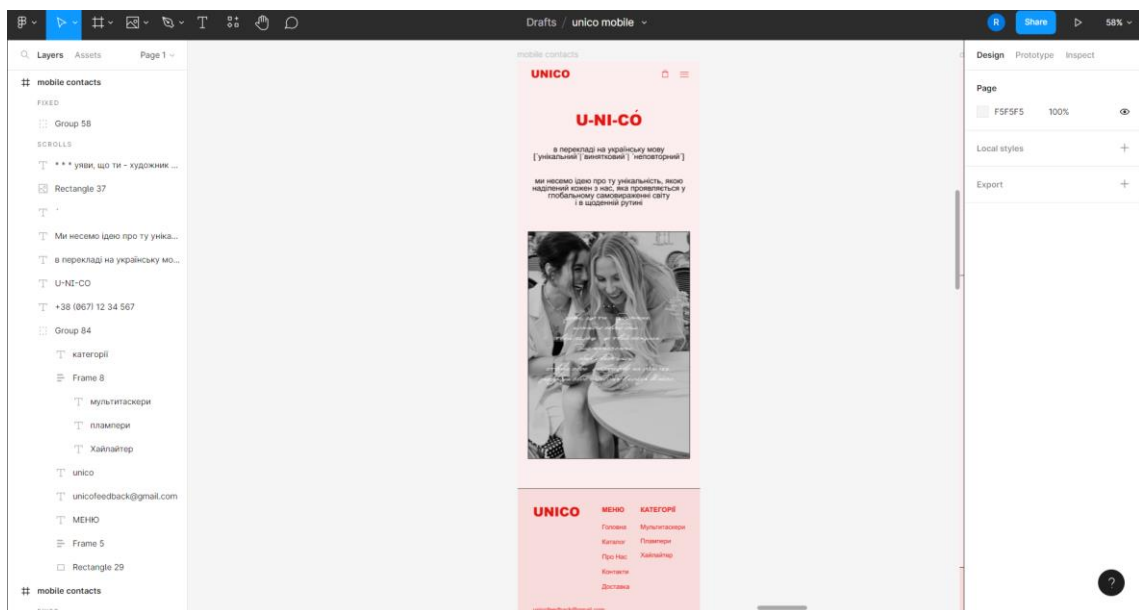 Drafts / unico mobile
R
Share
58%
Layers
Assets
Page 1
mobile contacts
FIXED
Group 58
SCROLLS
* * * уяви, що ти - художник ...
Rectangle 37
Ми несемо ідею про ту уніка...
в перекладі на українську мо...
U-NI-CO
+38 (067) 12 34 567
Group 84
категорії
Frame 8
мультитаскери
плампери
Хайлайтер
unico
unicofeedback@gmail.com
МЕНЮ
Frame 5
Rectangle 29
mobile contacts
mobile contacts
UNICO
U-NI-CÓ
в перекладі на українську мову
[`унікальний`[`винятковий`] `неповторний`]
ми несемо ідею про ту унікальність, якою
наділений кожен з нас, яка проявляється у
глобальному самовираженні світу
і в щоденній рутині
UNICO
МЕНЮ
КАТЕГОРІЇ
Головна
Мультитаскери
Каталог
Плампери
Про Нас
Хайлайтер
Контакти
Доставка
Design
Prototype
Inspect
Page
F5F5F5
100%
Local styles
Export
?